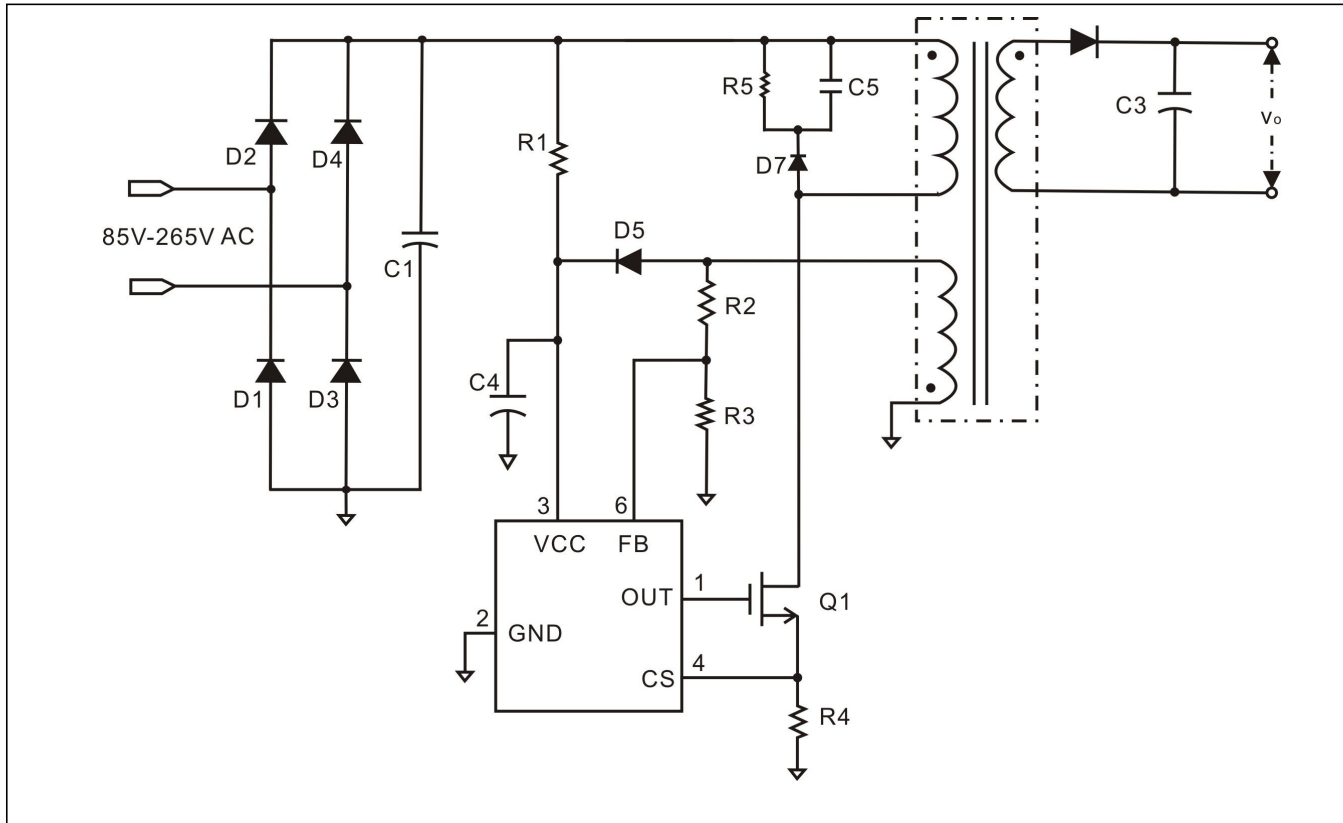 R5
C5
C3
vo
R1
D2
D4
D7
85V-265V AC
D5
C1
R2
C4
D1
D3
R3
3
6
VCC
FB
1
OUT
Q1
2
GND
4
CS
R4